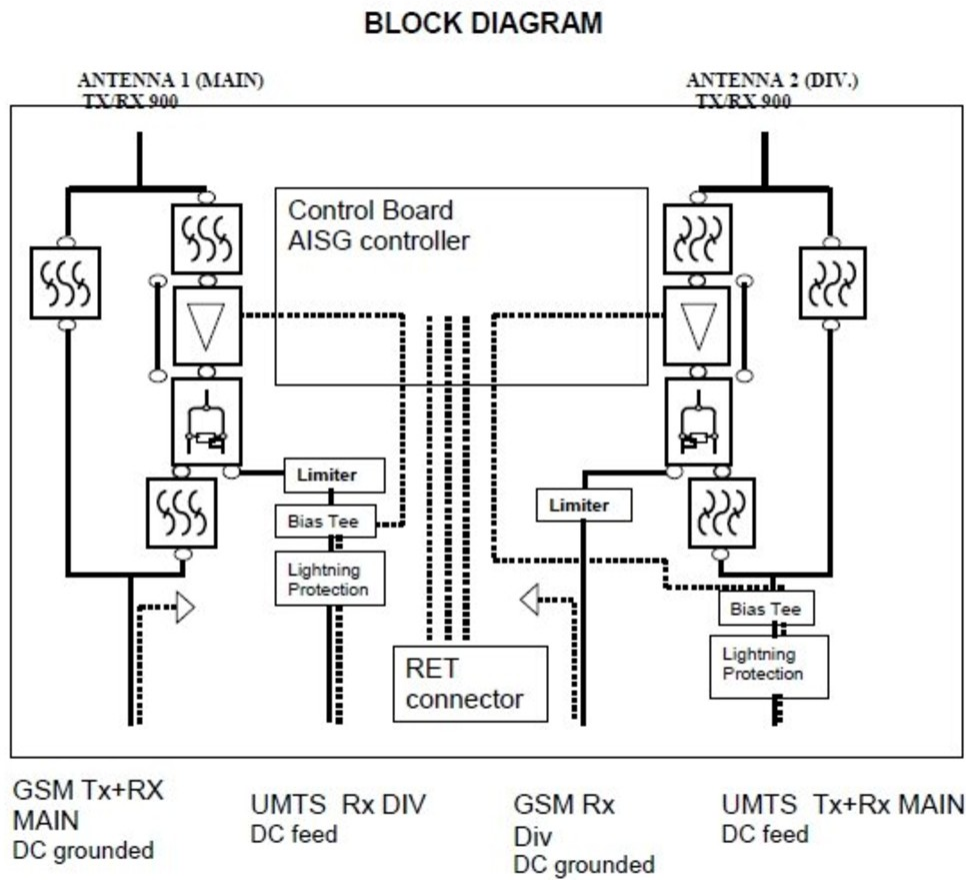 BLOCK DIAGRAM
ANTENNA 1 (MAIN)
TX/RX 900
ANTENNA 2 (DIV.)
TX/RX 900
Control Board
AISG controller
Limiter
Bias Tee
Lightning
Protection
Limiter
Bias Tee
Lightning
Protection
RET
connector
GSM Tx+RX
MAIN
DC grounded
UMTS Rx DIV
DC feed
GSM Rx
Div
DC grounded
UMTS Tx+Rx MAIN
DC feed